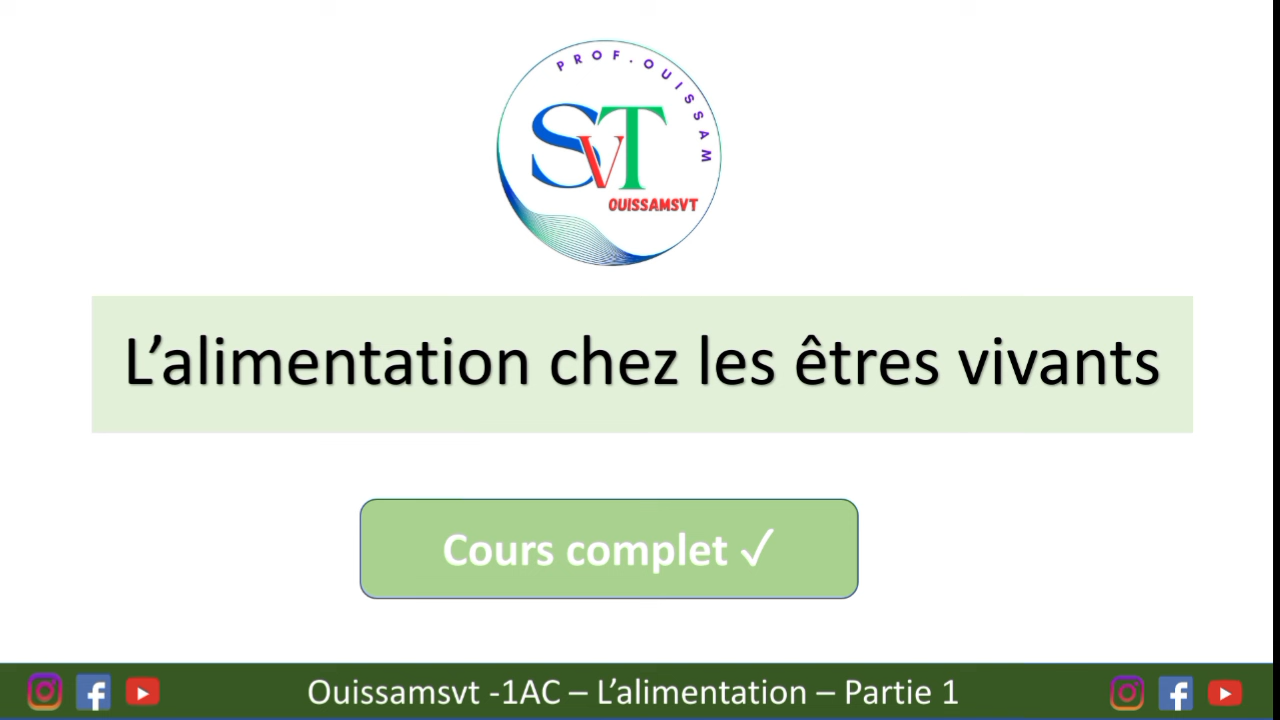 PROF.OUISSAM
SVT
OUISSAMSVT
L’alimentation chez les êtres vivants
Cours complet ✓
Ouissamsvt -1AC – L’alimentation – Partie 1